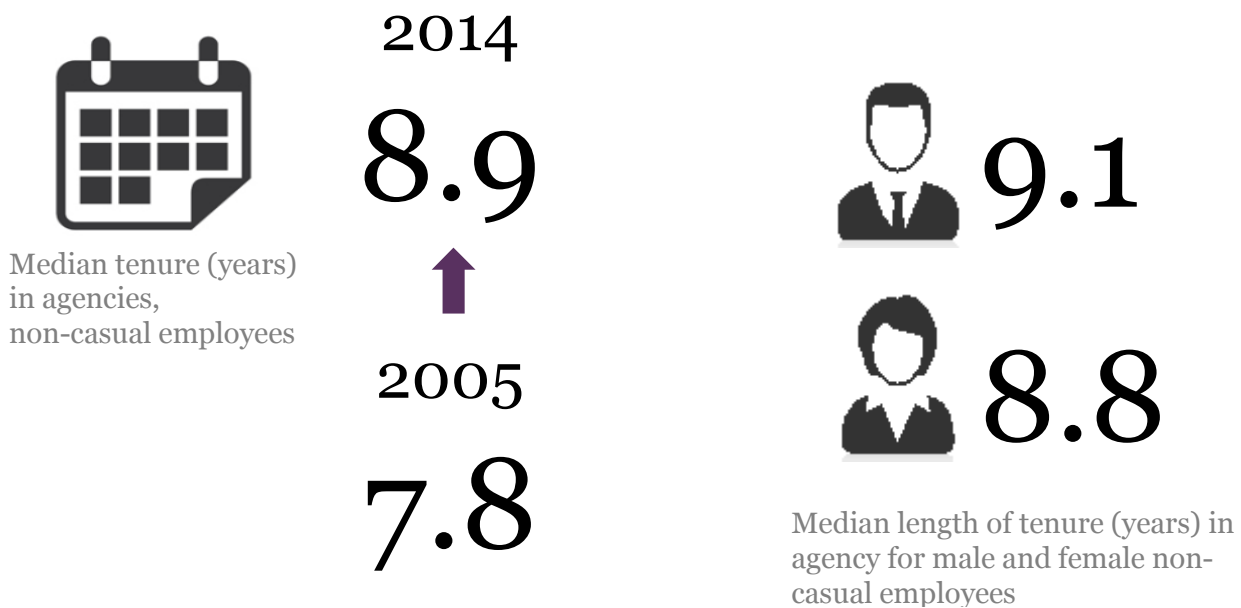 2014
8.9
Median tenure (years)
in agencies,
non-casual employees
2005
7.8
9.1
8.8
Median length of tenure (years) in
agency for male and female non-
casual employees